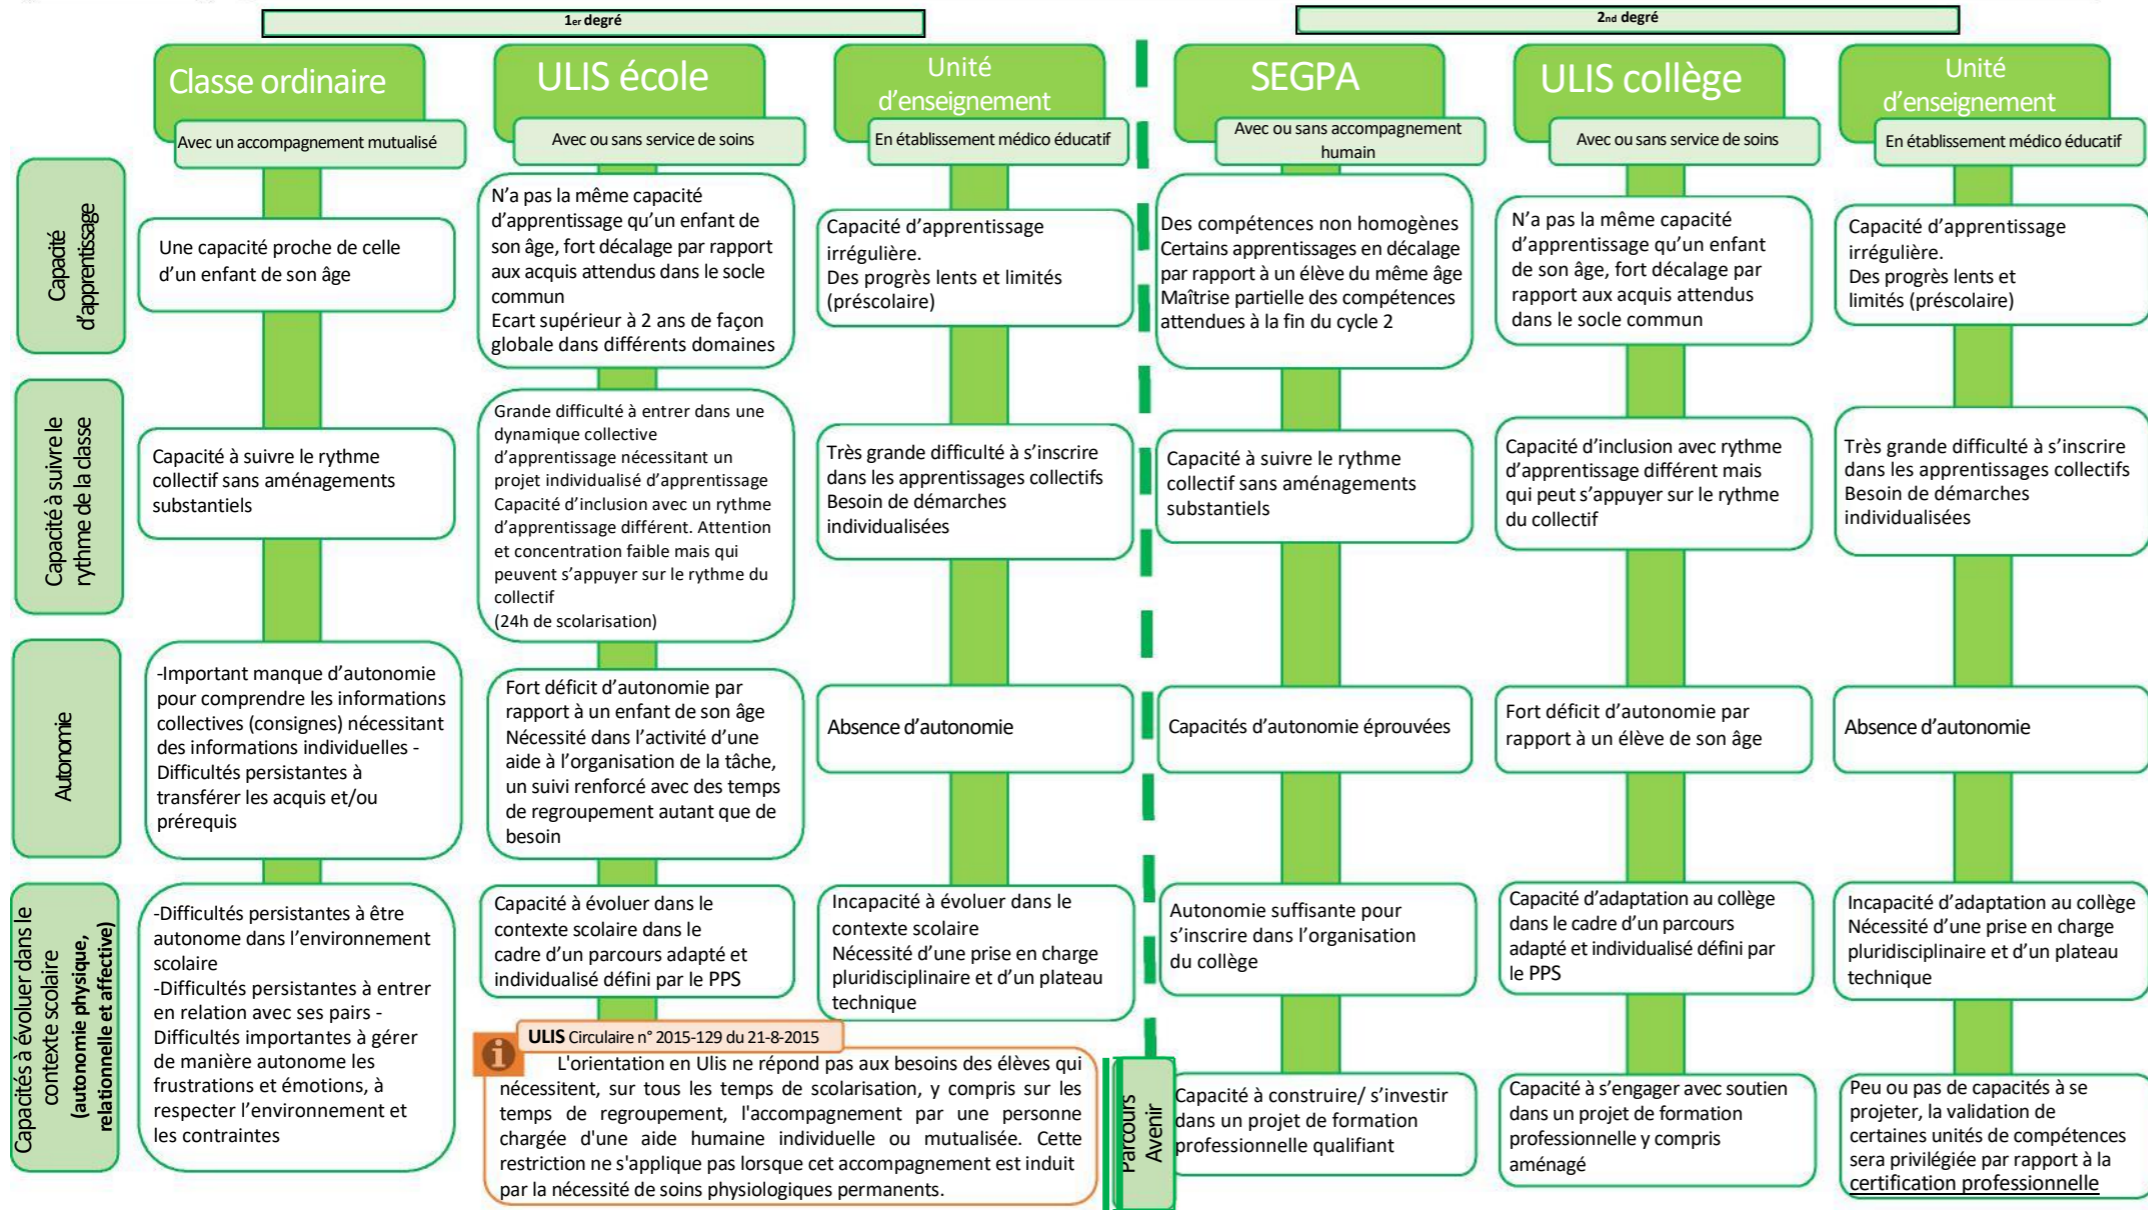 1er degré
2nd degré
Classe ordinaire
Avec un accompagnement mutualisé
ULIS école
Avec ou sans service de soins
Unité
d’enseignement
En établissement médico éducatif
SEGPA
Avec ou sans accompagnement
humain
ULIS collège
Avec ou sans service de soins
Unité
d’enseignement
En établissement médico éducatif
Capacité
d’apprentissage
Une capacité proche de celle
d’un enfant de son âge
N’a pas la même capacité
d’apprentissage qu’un enfant de
son âge, fort décalage par rapport
aux acquis attendus dans le socle
commun
Ecart supérieur à 2 ans de façon
globale dans différents domaines
Capacité d’apprentissage
irrégulière.
Des progrès lents et limités
(préscolaire)
Des compétences non homogènes
Certains apprentissages en décalage
par rapport à un élève du même âge
Maîtrise partielle des compétences
attendues à la fin du cycle 2
N’a pas la même capacité
d’apprentissage qu’un enfant
de son âge, fort décalage par
rapport aux acquis attendus
dans le socle commun
Capacité d’apprentissage
irrégulière.
Des progrès lents et
limités (préscolaire)
Capacité à suivre le
rythme de la classe
Capacité à suivre le rythme
collectif sans aménagements
substantiels
Grande difficulté à entrer dans une
dynamique collective
d’apprentissage nécessitant un
projet individualisé d’apprentissage
Capacité d’inclusion avec un rythme
d’apprentissage différent. Attention
et concentration faible mais qui
peuvent s’appuyer sur le rythme du
collectif
(24h de scolarisation)
Très grande difficulté à s’inscrire
dans les apprentissages collectifs
Besoin de démarches
individualisées
Capacité à suivre le rythme
collectif sans aménagements
substantiels
Capacité d’inclusion avec rythme
d’apprentissage différent mais
qui peut s’appuyer sur le rythme
du collectif
Très grande difficulté à s’inscrire
dans les apprentissages collectifs
Besoin de démarches
individualisées
Autonomie
-Important manque d’autonomie
pour comprendre les informations
collectives (consignes) nécessitant
des informations individuelles -
Difficultés persistantes à
transférer les acquis et/ou
prérequis
Fort déficit d’autonomie par
rapport à un enfant de son âge
Nécessité dans l’activité d’une
aide à l’organisation de la tâche,
un suivi renforcé avec des temps
de regroupement autant que de
besoin
Absence d’autonomie
Capacités d’autonomie éprouvées
Fort déficit d’autonomie par
rapport à un élève de son âge
Absence d’autonomie
Capacités à évoluer dans le
contexte scolaire
(autonomie physique,
relationnelle et affective)
-Difficultés persistantes à être
autonome dans l’environnement
scolaire
-Difficultés persistantes à entrer
en relation avec ses pairs -
Difficultés importantes à gérer
de manière autonome les
frustrations et émotions, à
respecter l’environnement et
les contraintes
Capacité à évoluer dans le
contexte scolaire dans le
cadre d’un parcours adapté et
individualisé défini par le PPS
Incapacité à évoluer dans le
contexte scolaire
Nécessité d’une prise en charge
pluridisciplinaire et d’un plateau
technique
Autonomie suffisante pour
s’inscrire dans l’organisation
du collège
Capacité d’adaptation au collège
dans le cadre d’un parcours
adapté et individualisé défini par
le PPS
Incapacité d’adaptation au collège
Nécessité d’une prise en charge
pluridisciplinaire et d’un plateau
technique
i
ULIS Circulaire n° 2015-129 du 21-8-2015
L'orientation en Ulis ne répond pas aux besoins des élèves qui
nécessitent, sur tous les temps de scolarisation, y compris sur les
temps de regroupement, l'accompagnement par une personne
chargée d'une aide humaine individuelle ou mutualisée. Cette
restriction ne s'applique pas lorsque cet accompagnement est induit
par la nécessité de soins physiologiques permanents.
Parcours
Avenir
Capacité à construire/ s’investir
dans un projet de formation
professionnelle qualifiant
Capacité à s’engager avec soutien
dans un projet de formation
professionnelle y compris
aménagé
Peu ou pas de capacités à se
projeter, la validation de
certaines unités de compétences
sera privilégiée par rapport à la
certification professionnelle